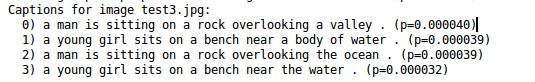 Captions for image test3.jpg:
  0) a man is sitting on a rock overlooking a valley . (p=0.000040)
  1) a young girl sits on a bench near a body of water . (p=0.000039)
  2) a man is sitting on a rock overlooking the ocean . (p=0.000039)
  3) a young girl sits on a bench near the water . (p=0.000032)